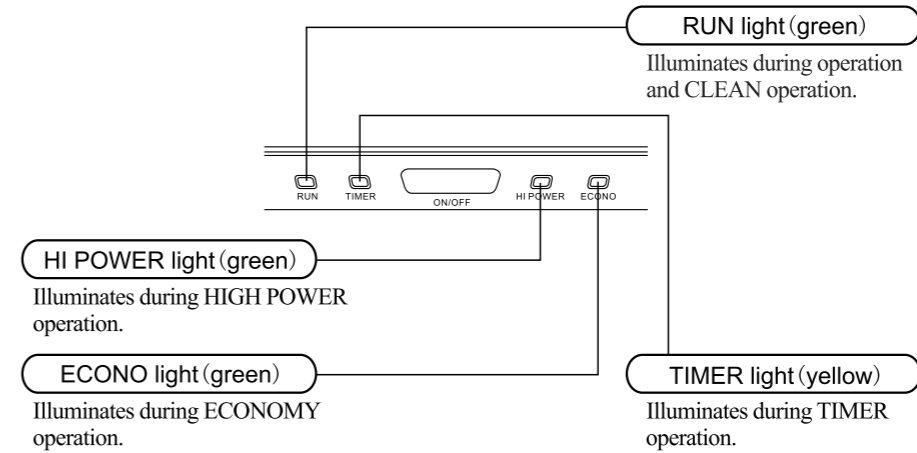 RUN light (green)
Illuminates during operation
and CLEAN operation.
RUN
TIMER
ON/OFF
HI POWER
ECONO
HI POWER light (green)
Illuminates during HIGH POWER
operation.
ECONO light (green)
Illuminates during ECONOMY
operation.
TIMER light (yellow)
Illuminates during TIMER
operation.